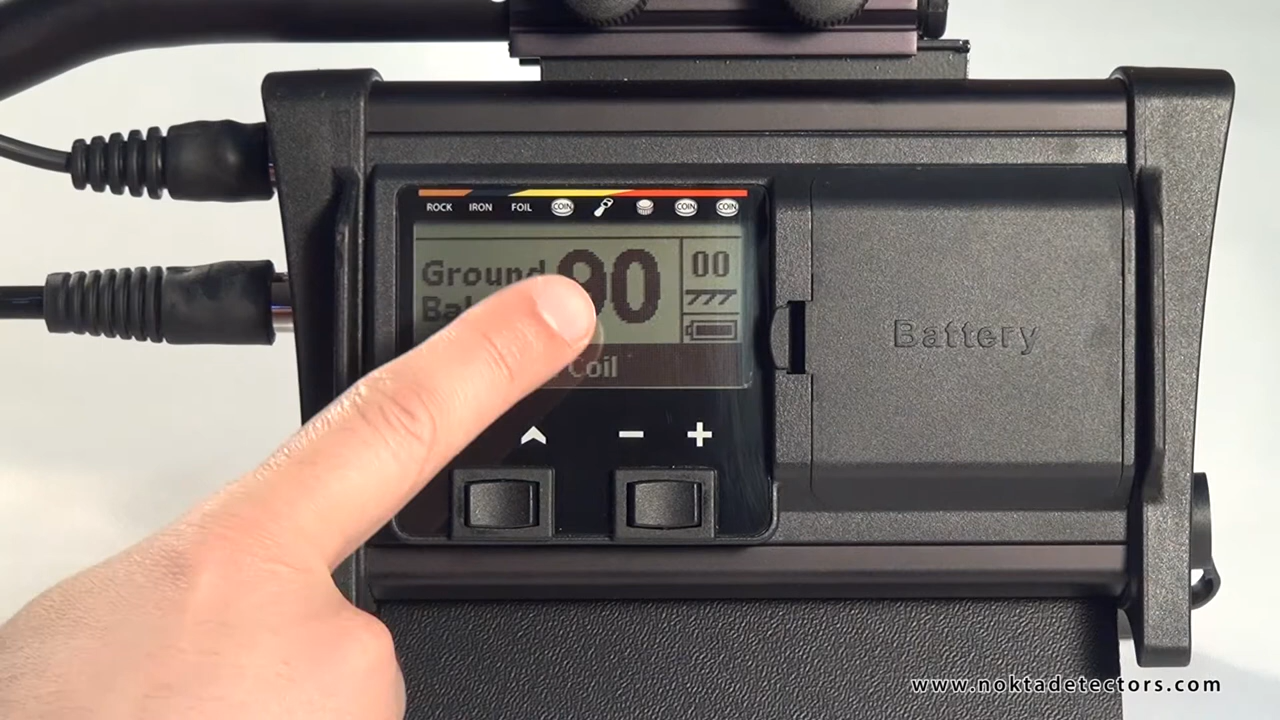 ROCK IRON FOIL COIN COIN COIN
Ground 90 00
Coil
Battery
- +
www.noktadetectors.com